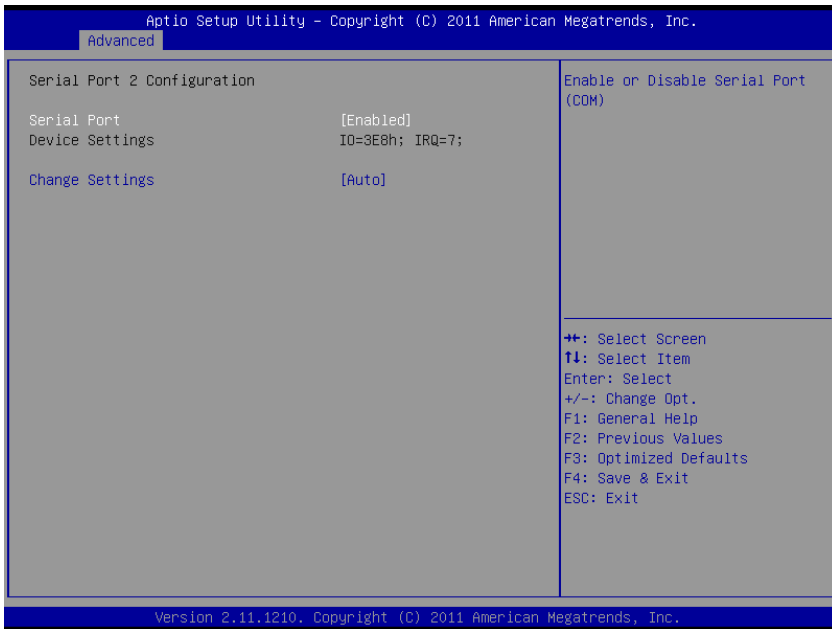 Aptio Setup Utility – Copyright (C) 2011 American Megatrends, Inc.
Advanced
Serial Port 2 Configuration
Serial Port [Enabled]
Device Settings IO=3E8h; IRQ=7;
Change Settings [Auto]
Enable or Disable Serial Port
(COM)
→←: Select Screen
↑↓: Select Item
Enter: Select
+/-: Change Opt.
F1: General Help
F2: Previous Values
F3: Optimized Defaults
F4: Save & Exit
ESC: Exit
Version 2.11.1210. Copyright (C) 2011 American Megatrends, Inc.